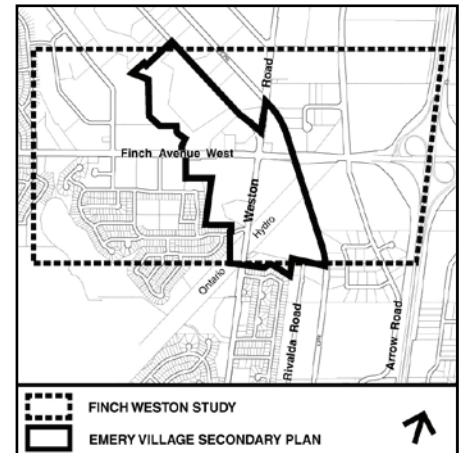 Road
Finch Avenue West
Weston
Hydro
Ontario
Rivalda Road
Arrow Road
FINCH WESTON STUDY
EMERY VILLAGE SECONDARY PLAN